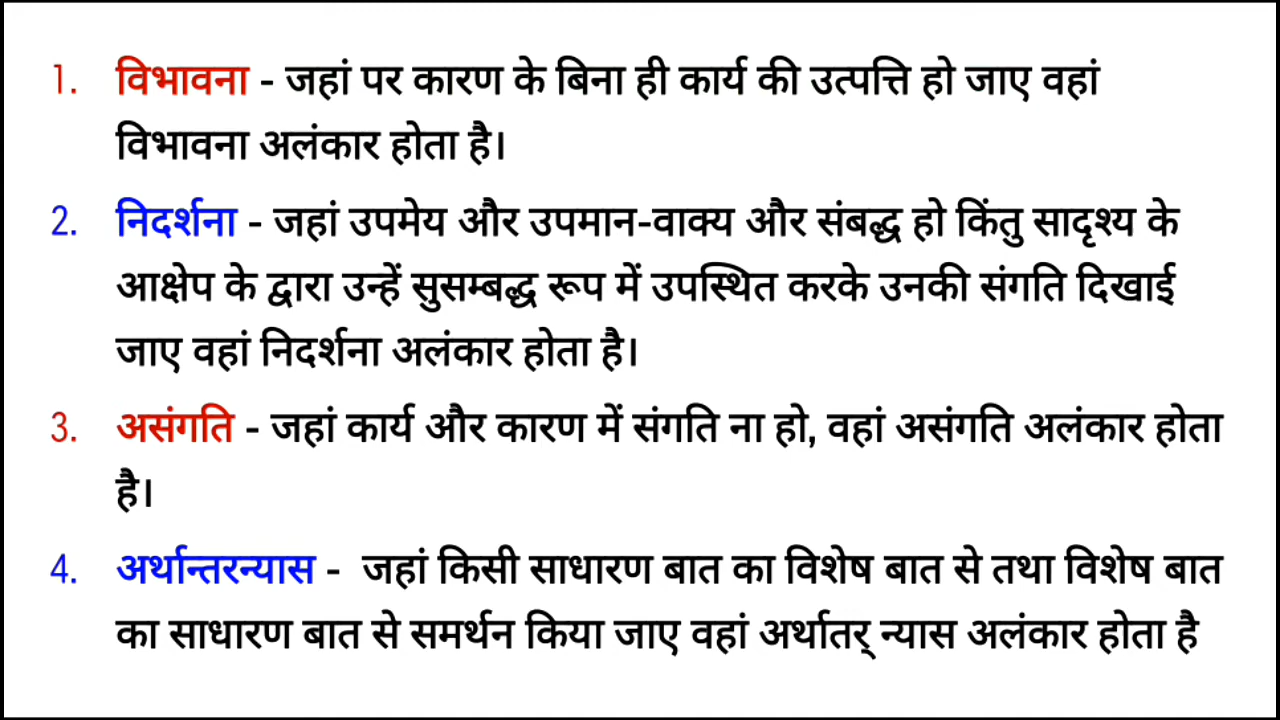 1. विभावना - जहां पर कारण के बिना ही कार्य की उत्पत्ति हो जाए वहां
विभावना अलंकार होता है।
2. निदर्शना - जहां उपमेय और उपमान-वाक्य और संबद्ध हो किंतु सादृश्य के
आक्षेप के द्वारा उन्हें सुसम्बद्ध रूप में उपस्थित करके उनकी संगति दिखाई
जाए वहां निदर्शना अलंकार होता है।
3. असंगति - जहां कार्य और कारण में संगति ना हो, वहां असंगति अलंकार होता
है।
4. अर्थान्तरन्यास - जहां किसी साधारण बात का विशेष बात से तथा विशेष बात
का साधारण बात से समर्थन किया जाए वहां अर्थातर् न्यास अलंकार होता है